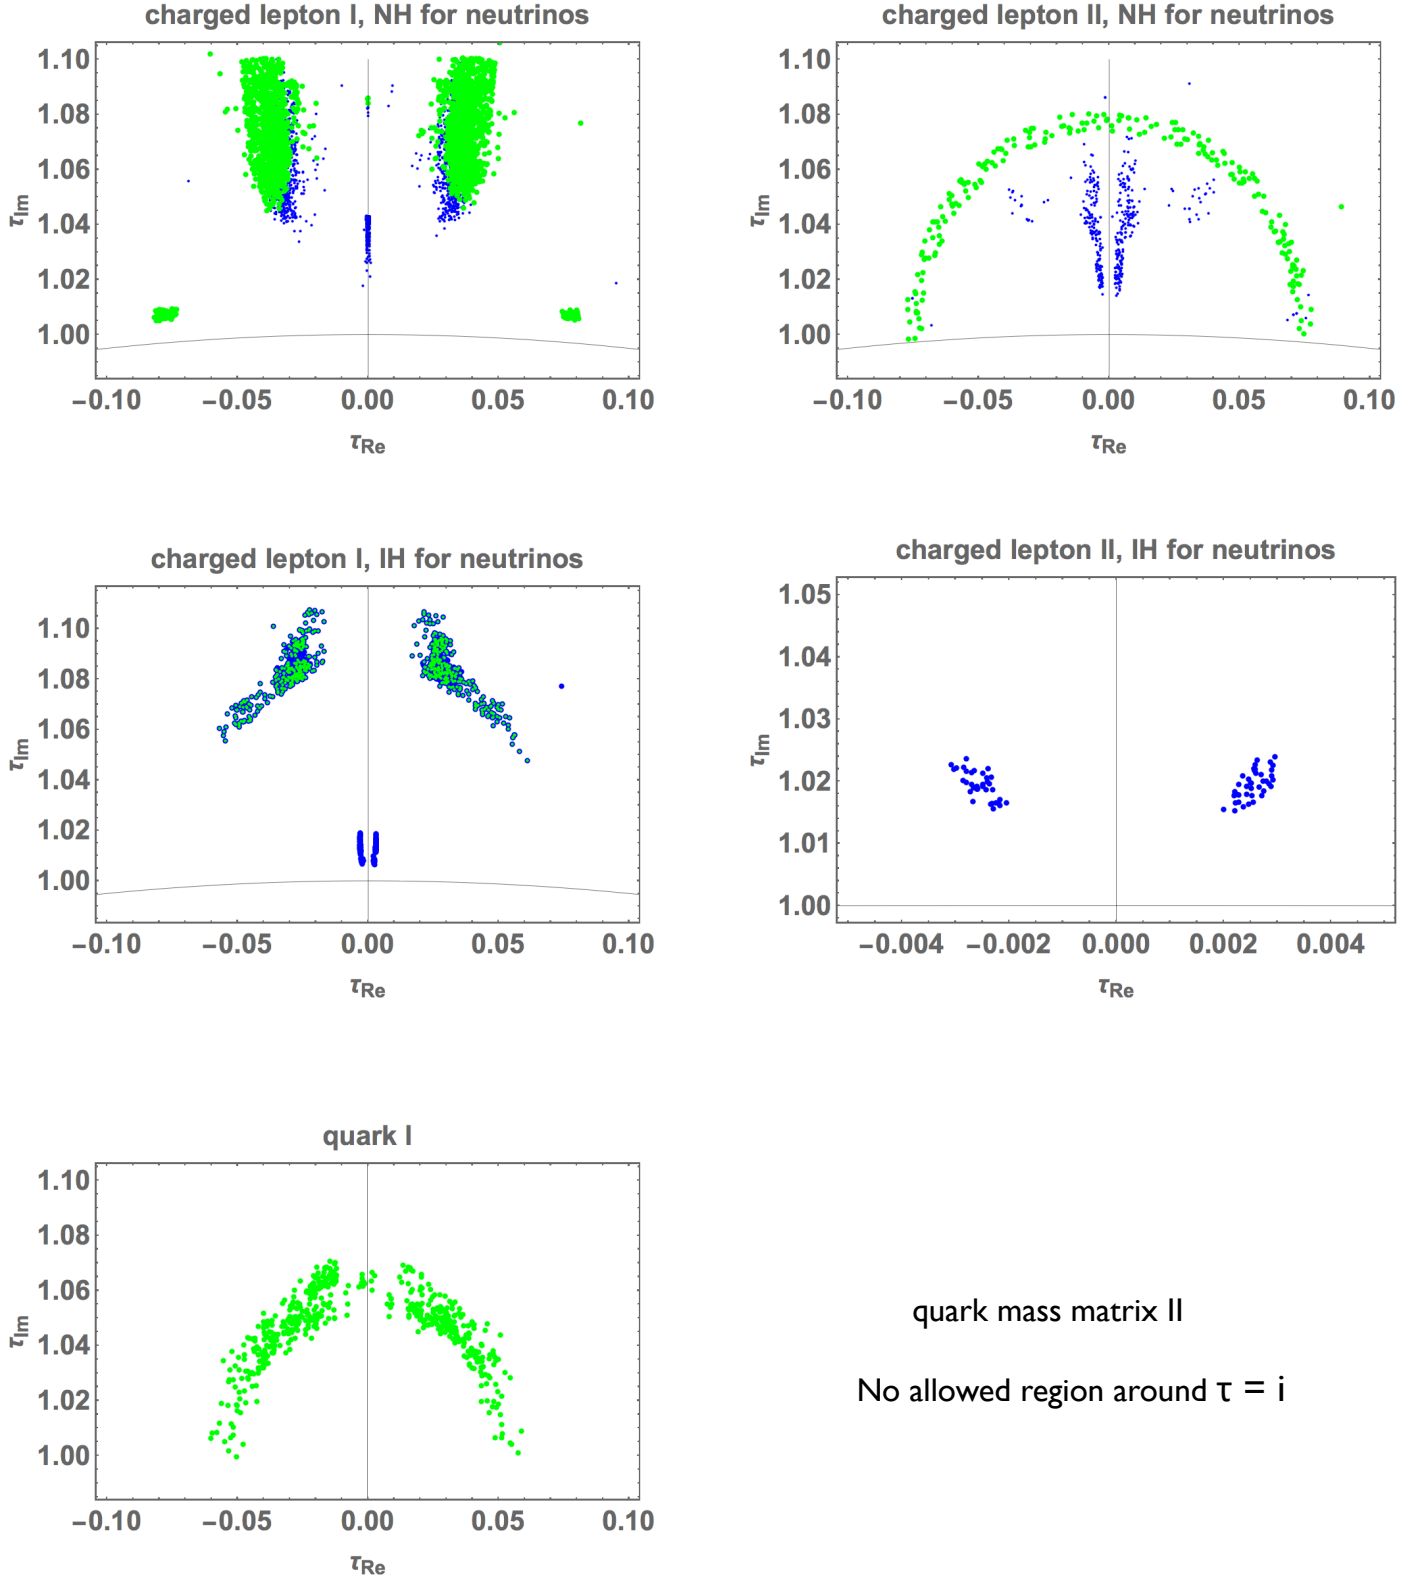 charged lepton I, NH for neutrinos
1.10
1.08
1.06
1.04
1.02
1.00
τIm
−0.10 −0.05 0.00 0.05 0.10
τRe
charged lepton II, NH for neutrinos
1.10
1.08
1.06
1.04
1.02
1.00
τIm
−0.10 −0.05 0.00 0.05 0.10
τRe
charged lepton I, IH for neutrinos
1.10
1.08
1.06
1.04
1.02
1.00
τIm
−0.10 −0.05 0.00 0.05 0.10
τRe
charged lepton II, IH for neutrinos
1.05
1.04
1.03
1.02
1.01
1.00
τIm
−0.004 −0.002 0.000 0.002 0.004
τRe
quark I
1.10
1.08
1.06
1.04
1.02
1.00
τIm
−0.10 −0.05 0.00 0.05 0.10
τRe
quark mass matrix II
No allowed region around τ = i